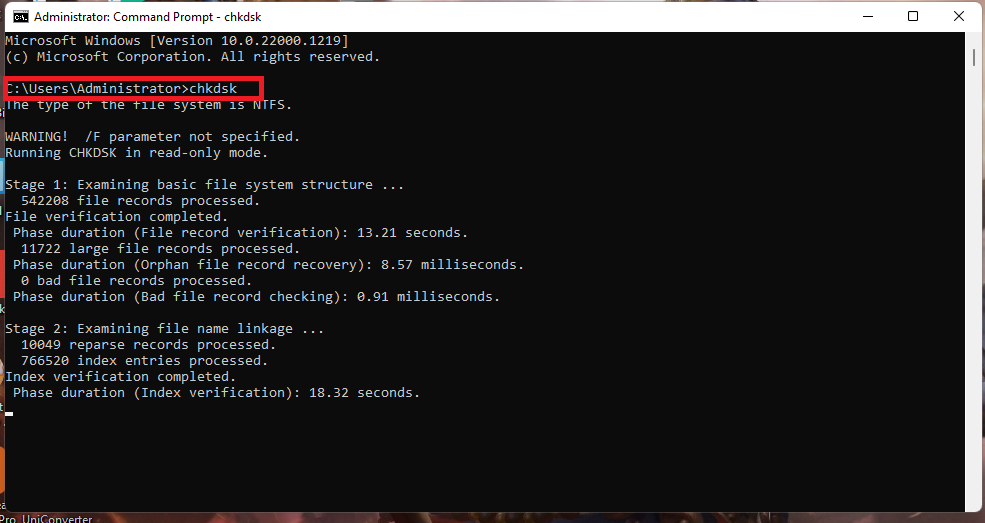 Administrator: Command Prompt - chkdsk
Microsoft Windows [Version 10.0.22000.1219]
(c) Microsoft Corporation. All rights reserved.
C:\Users\Administrator>chkdsk
The type of the file system is NTFS.
WARNING!  /F parameter not specified.
Running CHKDSK in read-only mode.
Stage 1: Examining basic file system structure ...
  542208 file records processed.
File verification completed.
 Phase duration (File record verification): 13.21 seconds.
  11722 large file records processed.
 Phase duration (Orphan file record recovery): 8.57 milliseconds.
  0 bad file records processed.
 Phase duration (Bad file record checking): 0.91 milliseconds.
Stage 2: Examining file name linkage ...
  10049 reparse records processed.
  766520 index entries processed.
Index verification completed.
 Phase duration (Index verification): 18.32 seconds.
Pro UniConverter